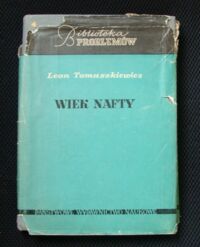 Biblioteka
PROBLEMÓW
Leon Tomaszkiewicz
WIEK NAFTY
PAŃSTWOWE WYDAWNICTWO NAUKOWE